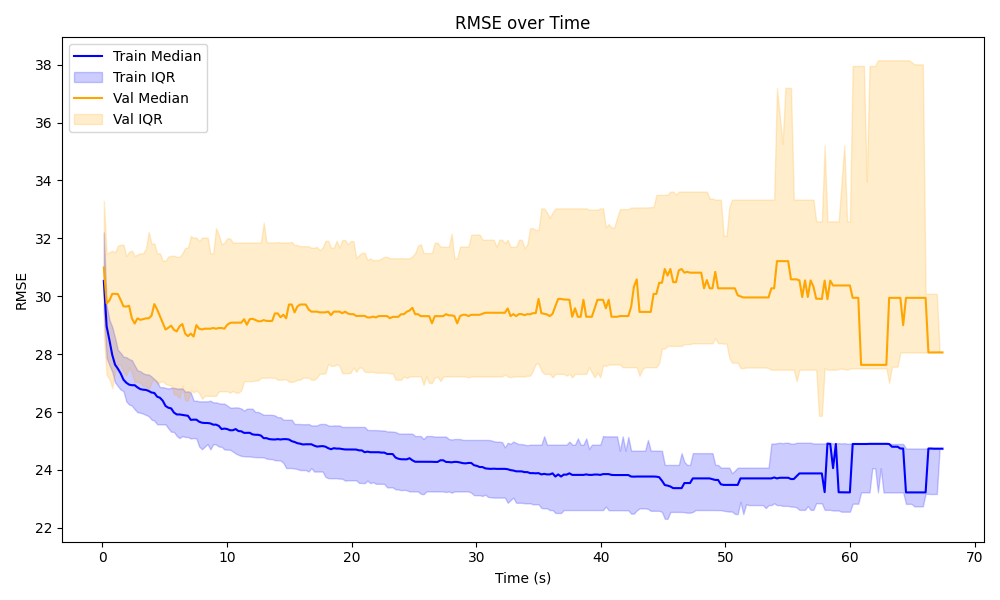 RMSE over Time
Train Median
Train IQR
Val Median
Val IQR
RMSE
38
36
34
32
30
28
26
24
22
0 10 20 30 40 50 60 70
Time (s)